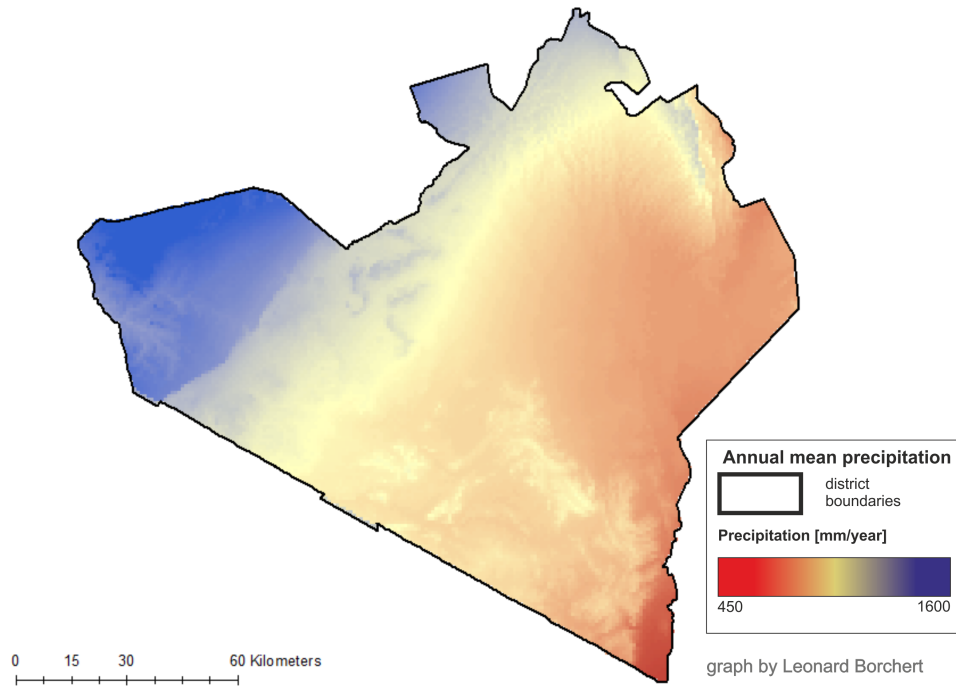 Annual mean precipitation
district
boundaries
Precipitation [mm/year]
450 1600
0 15 30 60 Kilometers
graph by Leonard Borchert